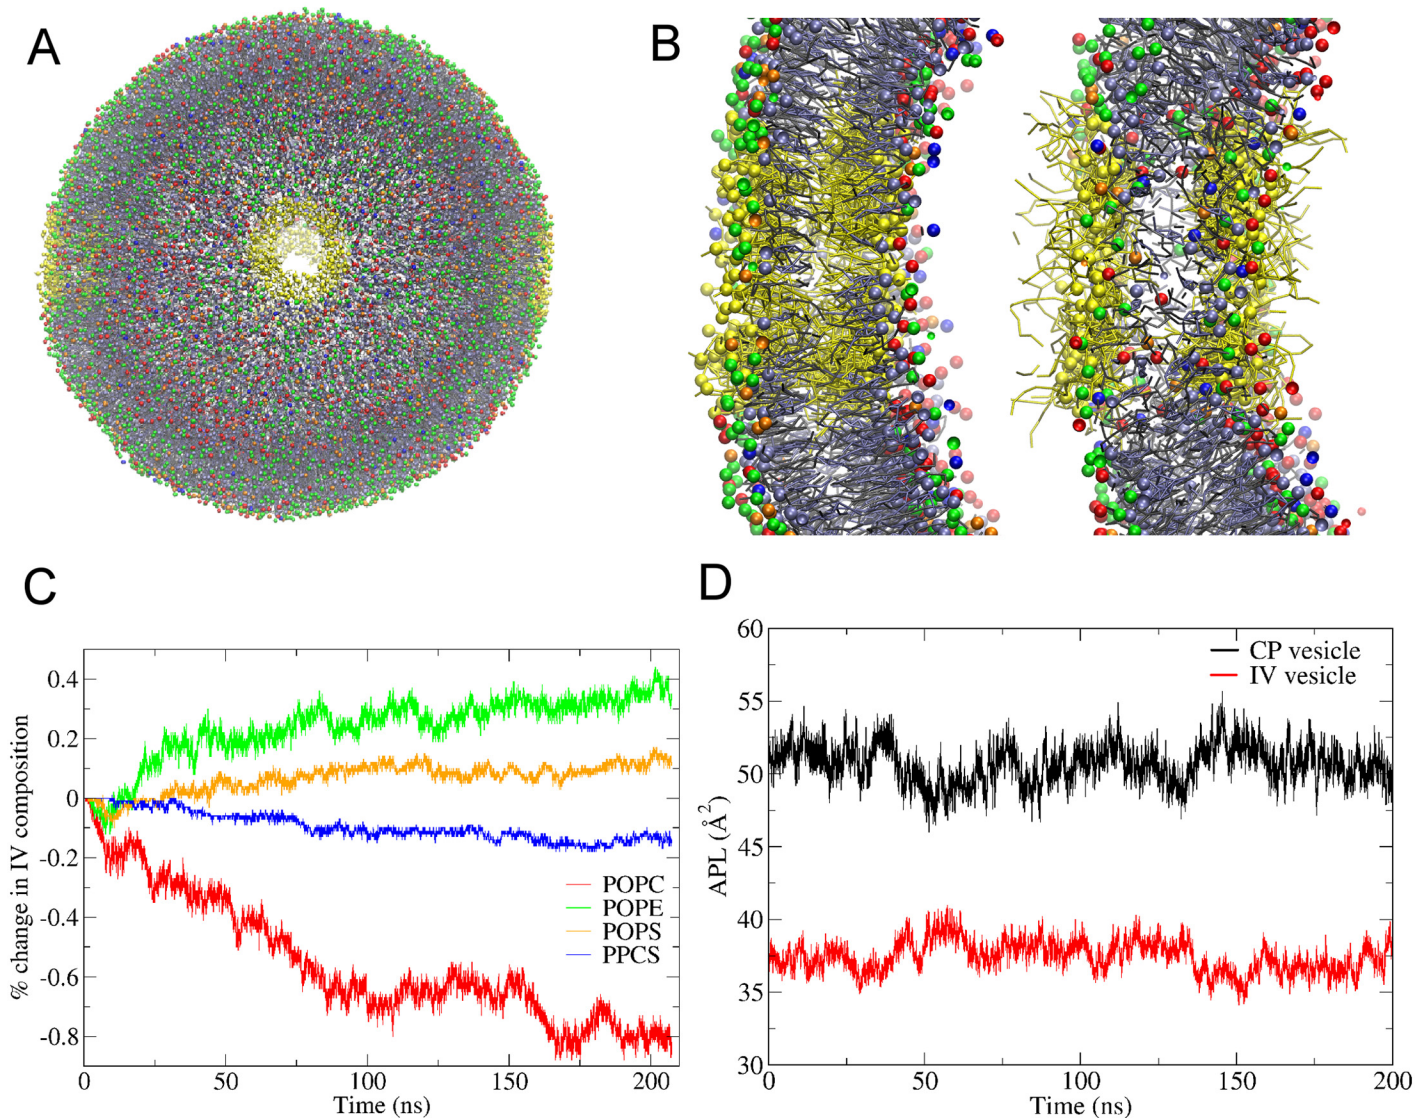 A
B
C
% change in IV composition
0.4
0.2
0
-0.2
-0.4
-0.6
-0.8
POPC
POPE
POPS
PPCS
0 50 100 150 200
Time (ns)
D
APL (Å²)
60
55
50
45
40
35
30
CP vesicle
IV vesicle
0 50 100 150 200
Time (ns)